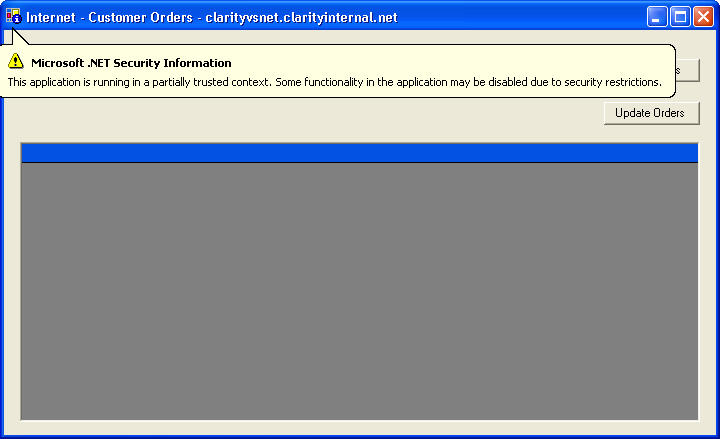 Internet - Customer Orders - clarityvsnet.clarityinternal.net
Microsoft .NET Security Information
This application is running in a partially trusted context. Some functionality in the application may be disabled due to security restrictions.
Update Orders